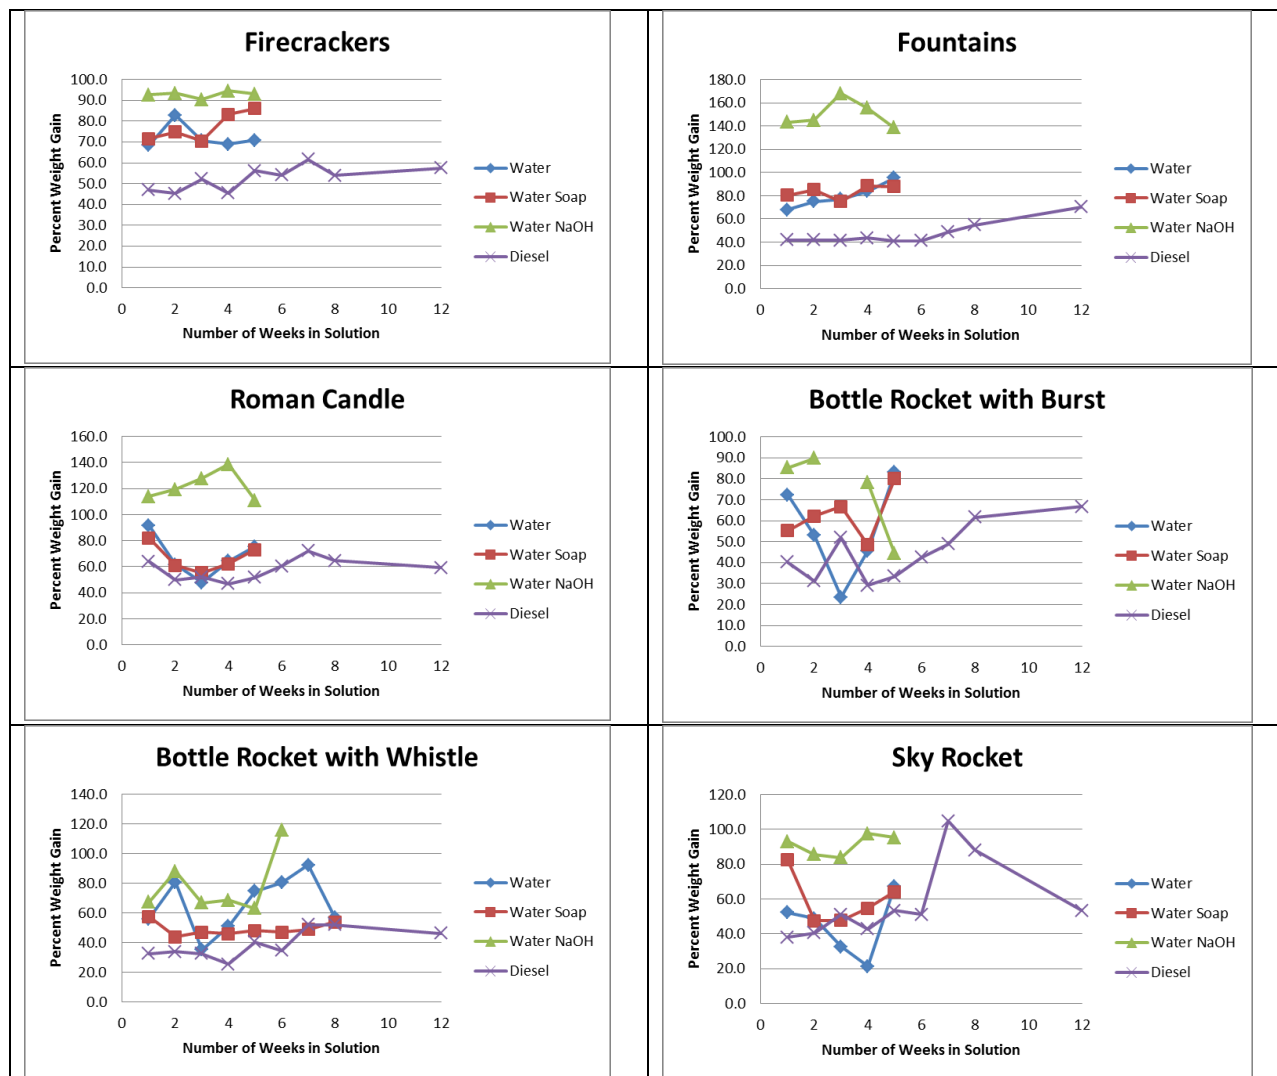 Firecrackers
100.0
90.0
80.0
70.0
60.0
50.0
40.0
30.0
20.0
10.0
0.0
Percent Weight Gain
0 2 4 6 8 10 12
Number of Weeks in Solution
Water
Water Soap
Water NaOH
Diesel
Fountains
180.0
160.0
140.0
120.0
100.0
80.0
60.0
40.0
20.0
0.0
Percent Weight Gain
0 2 4 6 8 10 12
Number of Weeks in Solution
Water
Water Soap
Water NaOH
Diesel
Roman Candle
160.0
140.0
120.0
100.0
80.0
60.0
40.0
20.0
0.0
Percent Weight Gain
0 2 4 6 8 10 12
Number of Weeks in Solution
Water
Water Soap
Water NaOH
Diesel
Bottle Rocket with Burst
100.0
90.0
80.0
70.0
60.0
50.0
40.0
30.0
20.0
10.0
0.0
Percent Weight Gain
0 2 4 6 8 10 12
Number of Weeks in Solution
Water
Water Soap
Water NaOH
Diesel
Bottle Rocket with Whistle
140.0
120.0
100.0
80.0
60.0
40.0
20.0
0.0
Percent Weight Gain
0 2 4 6 8 10 12
Number of Weeks in Solution
Water
Water Soap
Water NaOH
Diesel
Sky Rocket
120.0
100.0
80.0
60.0
40.0
20.0
0.0
Percent Weight Gain
0 2 4 6 8 10 12
Number of Weeks in Solution
Water
Water Soap
Water NaOH
Diesel